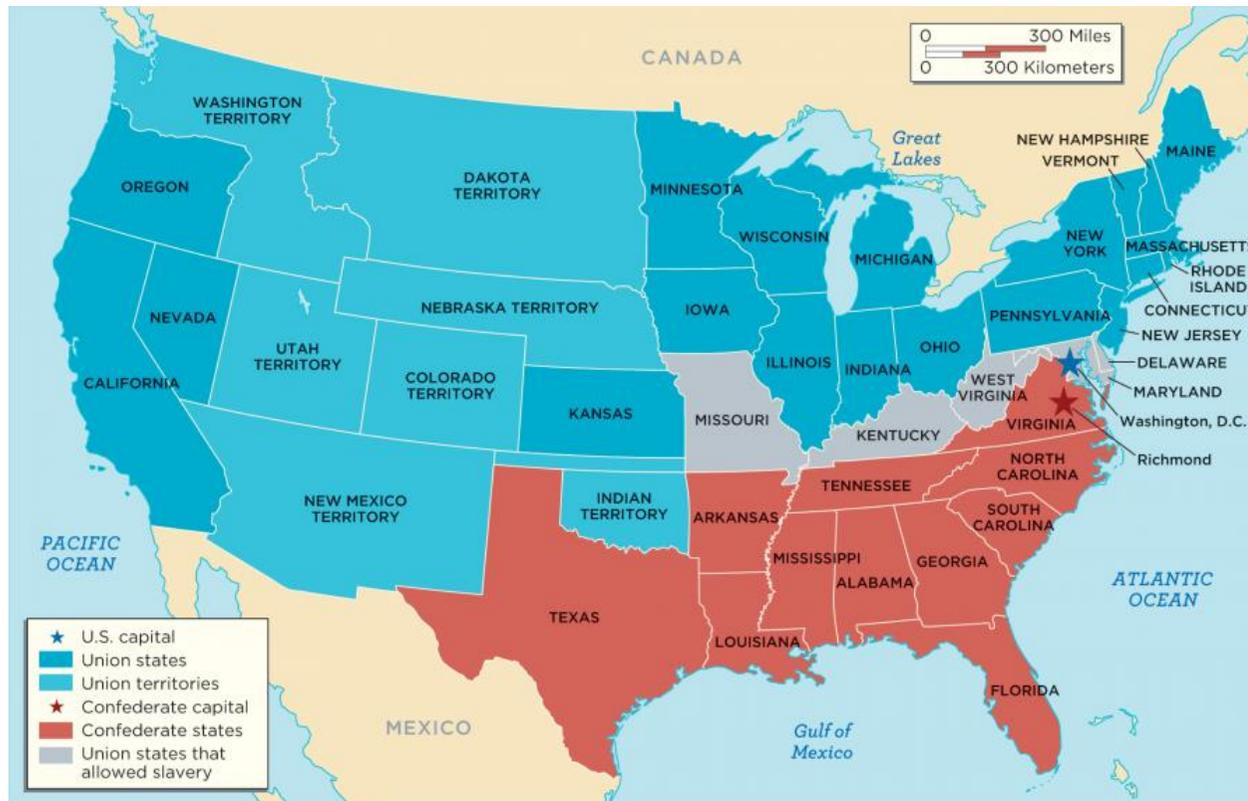 CANADA
0 300 Miles
0 300 Kilometers
WASHINGTON
TERRITORY
OREGON
DAKOTA
TERRITORY
MINNESOTA
WISCONSIN
MICHIGAN
Great
Lakes
NEW HAMPSHIRE
VERMONT
MAINE
NEW
YORK
MASSACHUSETTS
RHODE
ISLAND
CONNECTICUT
NEW JERSEY
PENNSYLVANIA
DELAWARE
MARYLAND
Washington, D.C.
Richmond
NEVADA
CALIFORNIA
UTAH
TERRITORY
NEBRASKA TERRITORY
COLORADO
TERRITORY
IOWA
ILLINOIS
INDIANA
OHIO
WEST
VIRGINIA
VIRGINIA
KANSAS
MISSOURI
KENTUCKY
NEW MEXICO
TERRITORY
INDIAN
TERRITORY
ARKANSAS
TENNESSEE
NORTH
CAROLINA
SOUTH
CAROLINA
MISSISSIPPI
ALABAMA
GEORGIA
TEXAS
LOUISIANA
FLORIDA
PACIFIC
OCEAN
ATLANTIC
OCEAN
MEXICO
Gulf of
Mexico
U.S. capital
Union states
Union territories
Confederate capital
Confederate states
Union states that
allowed slavery